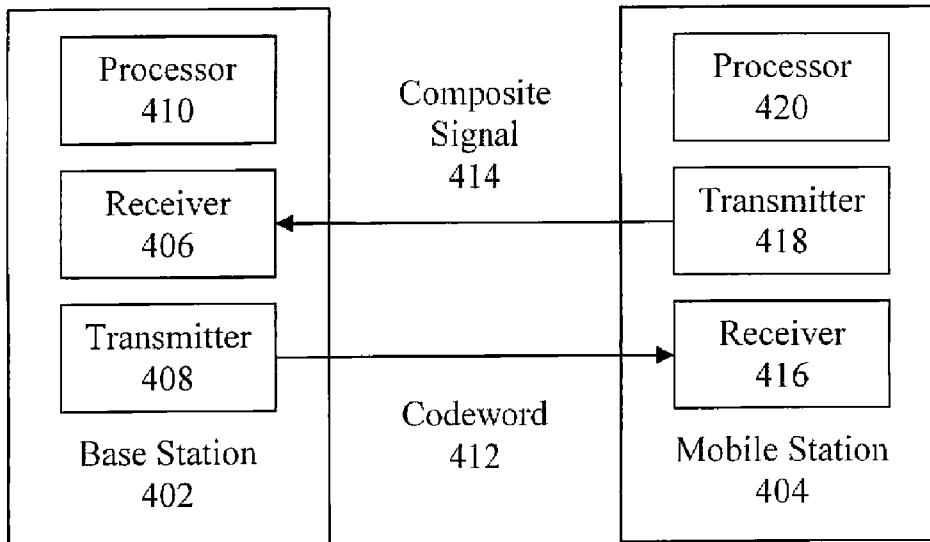 Processor
410
Receiver
406
Transmitter
408
Base Station
402
Composite
Signal
414
Codeword
412
Processor
420
Transmitter
418
Receiver
416
Mobile Station
404